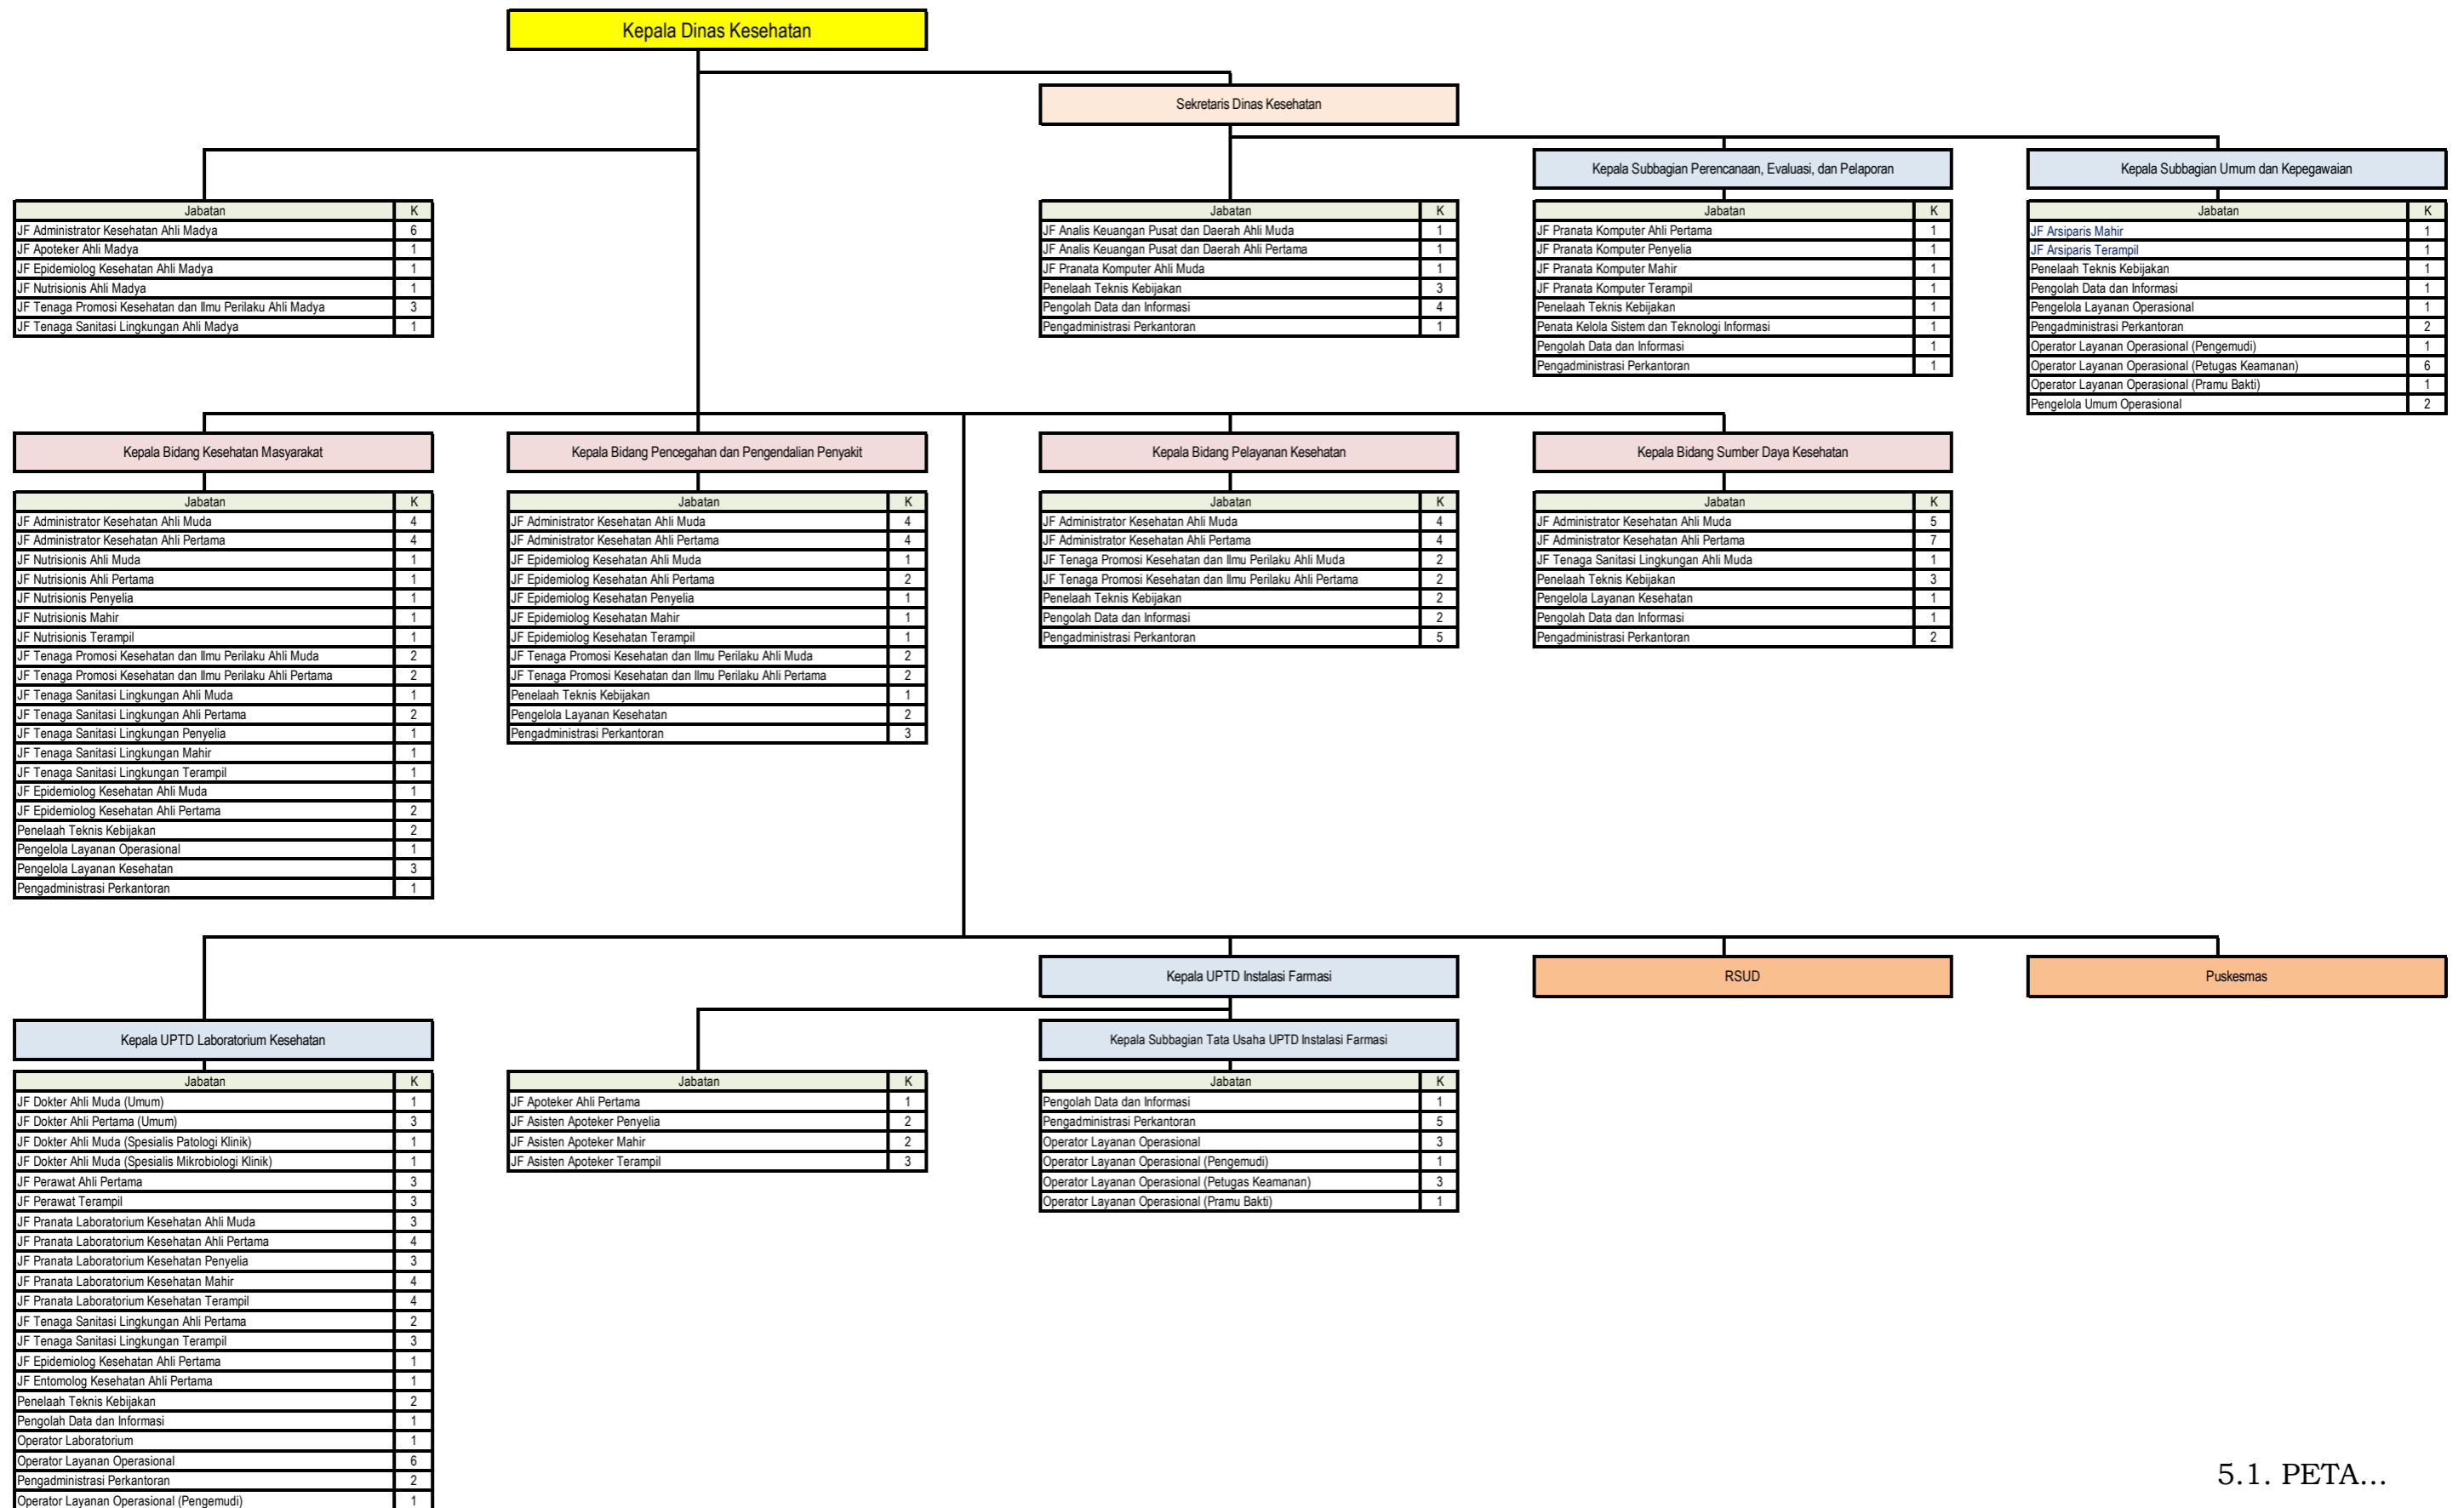 Kepala Dinas Kesehatan
Sekretaris Dinas Kesehatan
Kepala Subbagian Perencanaan, Evaluasi, dan Pelaporan
Kepala Subbagian Umum dan Kepegawaian
Jabatan K
JF Administrator Kesehatan Ahli Madya 6
JF Apoteker Ahli Madya 1
JF Epidemiolog Kesehatan Ahli Madya 1
JF Nutrisionis Ahli Madya 1
JF Tenaga Promosi Kesehatan dan Ilmu Perilaku Ahli Madya 3
JF Tenaga Sanitasi Lingkungan Ahli Madya 1
Jabatan K
JF Analis Keuangan Pusat dan Daerah Ahli Muda 1
JF Analis Keuangan Pusat dan Daerah Ahli Pertama 1
JF Pranata Komputer Ahli Muda 1
Penelaah Teknis Kebijakan 3
Pengolah Data dan Informasi 4
Pengadministrasi Perkantoran 1
Jabatan K
JF Pranata Komputer Ahli Pertama 1
JF Pranata Komputer Penyelia 1
JF Pranata Komputer Mahir 1
JF Pranata Komputer Terampil 1
Penelaah Teknis Kebijakan 1
Penata Kelola Sistem dan Teknologi Informasi 1
Pengolah Data dan Informasi 1
Pengadministrasi Perkantoran 1
Jabatan K
JF Arsiparis Mahir 1
JF Arsiparis Terampil 1
Penelaah Teknis Kebijakan 1
Pengolah Data dan Informasi 1
Pengelola Layanan Operasional 1
Pengadministrasi Perkantoran 2
Operator Layanan Operasional (Pengemudi) 1
Operator Layanan Operasional (Petugas Keamanan) 6
Operator Layanan Operasional (Pramu Bakti) 1
Pengelola Umum Operasional 2
Kepala Bidang Kesehatan Masyarakat
Jabatan K
JF Administrator Kesehatan Ahli Muda 4
JF Administrator Kesehatan Ahli Pertama 4
JF Nutrisionis Ahli Muda 1
JF Nutrisionis Ahli Pertama 1
JF Nutrisionis Penyelia 1
JF Nutrisionis Mahir 1
JF Nutrisionis Terampil 1
JF Tenaga Promosi Kesehatan dan Ilmu Perilaku Ahli Muda 2
JF Tenaga Promosi Kesehatan dan Ilmu Perilaku Ahli Pertama 2
JF Tenaga Sanitasi Lingkungan Ahli Muda 1
JF Tenaga Sanitasi Lingkungan Ahli Pertama 2
JF Tenaga Sanitasi Lingkungan Penyelia 1
JF Tenaga Sanitasi Lingkungan Mahir 1
JF Tenaga Sanitasi Lingkungan Terampil 1
JF Epidemiolog Kesehatan Ahli Muda 1
JF Epidemiolog Kesehatan Ahli Pertama 2
Penelaah Teknis Kebijakan 2
Pengelola Layanan Operasional 1
Pengelola Layanan Kesehatan 3
Pengadministrasi Perkantoran 1
Kepala Bidang Pencegahan dan Pengendalian Penyakit
Jabatan K
JF Administrator Kesehatan Ahli Muda 4
JF Administrator Kesehatan Ahli Pertama 4
JF Epidemiolog Kesehatan Ahli Muda 1
JF Epidemiolog Kesehatan Ahli Pertama 2
JF Epidemiolog Kesehatan Penyelia 1
JF Epidemiolog Kesehatan Mahir 1
JF Epidemiolog Kesehatan Terampil 1
JF Tenaga Promosi Kesehatan dan Ilmu Perilaku Ahli Muda 2
JF Tenaga Promosi Kesehatan dan Ilmu Perilaku Ahli Pertama 2
Penelaah Teknis Kebijakan 1
Pengelola Layanan Kesehatan 2
Pengadministrasi Perkantoran 3
Kepala Bidang Pelayanan Kesehatan
Jabatan K
JF Administrator Kesehatan Ahli Muda 4
JF Administrator Kesehatan Ahli Pertama 4
JF Tenaga Promosi Kesehatan dan Ilmu Perilaku Ahli Muda 2
JF Tenaga Promosi Kesehatan dan Ilmu Perilaku Ahli Pertama 2
Penelaah Teknis Kebijakan 2
Pengolah Data dan Informasi 2
Pengadministrasi Perkantoran 5
Kepala Bidang Sumber Daya Kesehatan
Jabatan K
JF Administrator Kesehatan Ahli Muda 5
JF Administrator Kesehatan Ahli Pertama 7
JF Tenaga Sanitasi Lingkungan Ahli Muda 1
Penelaah Teknis Kebijakan 3
Pengelola Layanan Kesehatan 1
Pengolah Data dan Informasi 1
Pengadministrasi Perkantoran 2
Kepala UPTD Instalasi Farmasi
RSUD
Puskesmas
Kepala UPTD Laboratorium Kesehatan
Jabatan K
JF Dokter Ahli Muda (Umum) 1
JF Dokter Ahli Pertama (Umum) 3
JF Dokter Ahli Muda (Spesialis Patologi Klinik) 1
JF Dokter Ahli Muda (Spesialis Mikrobiologi Klinik) 1
JF Perawat Ahli Pertama 3
JF Perawat Terampil 3
JF Pranata Laboratorium Kesehatan Ahli Muda 3
JF Pranata Laboratorium Kesehatan Ahli Pertama 4
JF Pranata Laboratorium Kesehatan Penyelia 3
JF Pranata Laboratorium Kesehatan Mahir 4
JF Pranata Laboratorium Kesehatan Terampil 4
JF Tenaga Sanitasi Lingkungan Ahli Pertama 2
JF Tenaga Sanitasi Lingkungan Terampil 3
JF Epidemiolog Kesehatan Ahli Pertama 1
JF Entomolog Kesehatan Ahli Pertama 1
Penelaah Teknis Kebijakan 2
Pengolah Data dan Informasi 1
Operator Laboratorium 1
Operator Layanan Operasional 6
Pengadministrasi Perkantoran 2
Operator Layanan Operasional (Pengemudi) 1
Jabatan K
JF Apoteker Ahli Pertama 1
JF Asisten Apoteker Penyelia 2
JF Asisten Apoteker Mahir 2
JF Asisten Apoteker Terampil 3
Kepala Subbagian Tata Usaha UPTD Instalasi Farmasi
Jabatan K
Pengolah Data dan Informasi 1
Pengadministrasi Perkantoran 5
Operator Layanan Operasional 3
Operator Layanan Operasional (Pengemudi) 1
Operator Layanan Operasional (Petugas Keamanan) 3
Operator Layanan Operasional (Pramu Bakti) 1
5.1. PETA...